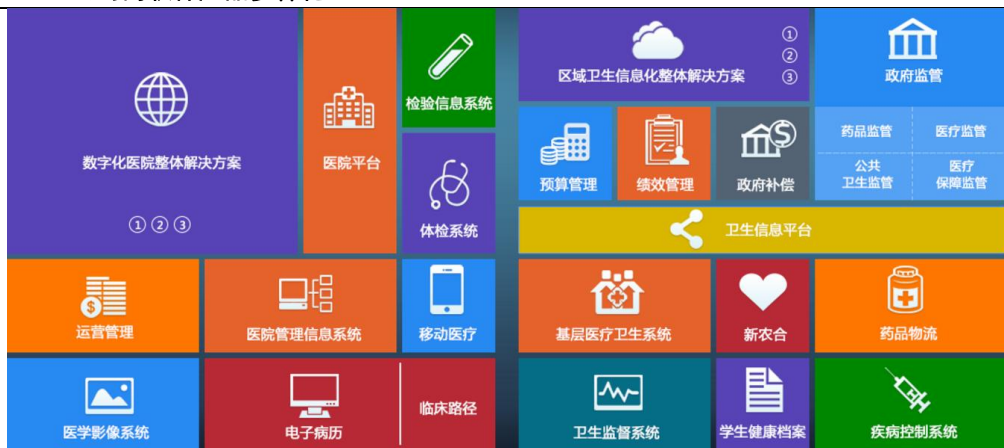 数字化医院整体解决方案
① ② ③
医院平台
检验信息系统
体检系统
运营管理
医院管理信息系统
移动医疗
医学影像系统
电子病历
临床路径
区域卫生信息化整体解决方案
①
②
③
政府监管
药品监管
医疗监管
公共
卫生监管
医疗
保障监管
预算管理
绩效管理
政府补偿
卫生信息平台
基层医疗卫生系统
新农合
药品物流
卫生监督系统
学生健康档案
疾病控制系统